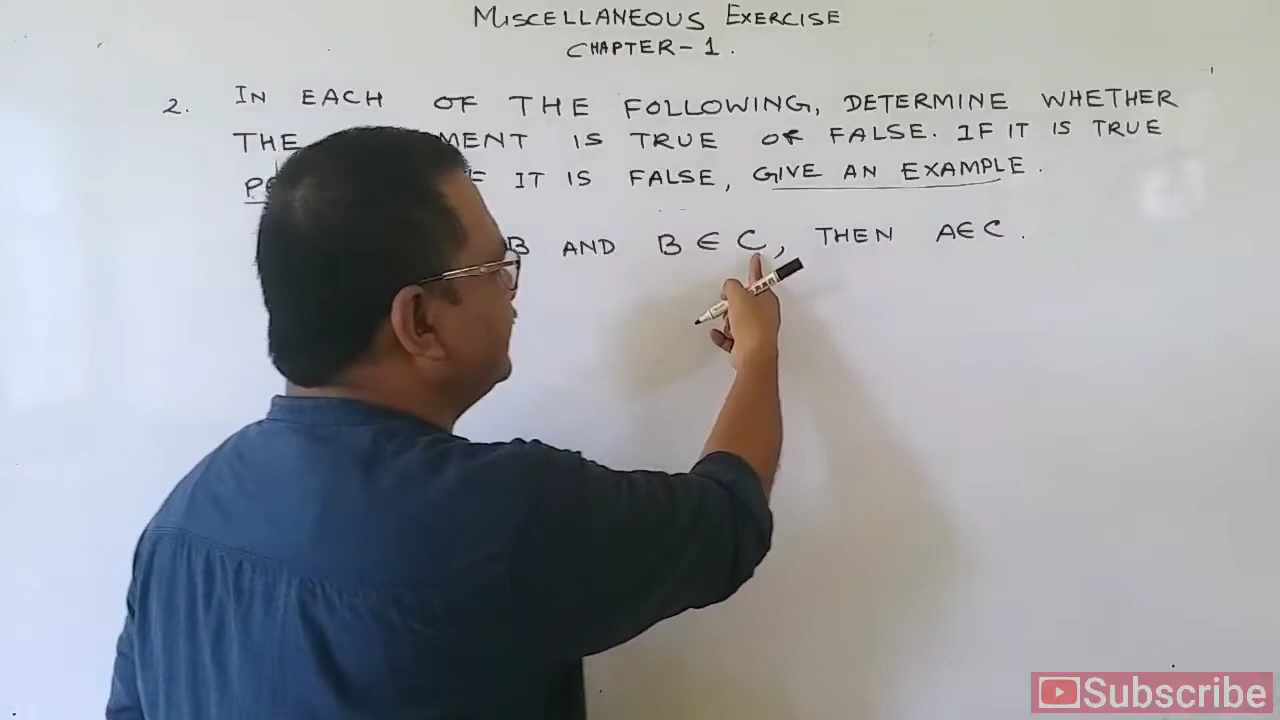 MISCELLANEOUS EXERCISE
CHAPTER-1.
2. IN EACH OF THE FOLLOWING, DETERMINE WHETHER
THE MENT IS TRUE OR FALSE. IF IT IS TRUE
IT IS FALSE, GIVE AN EXAMPLE.
B AND B ∈ C, THEN A∈C.
Subscribe